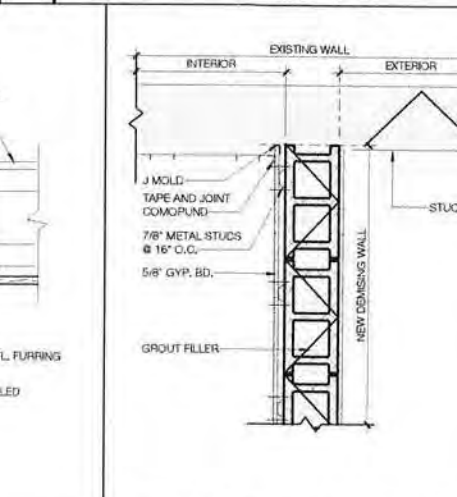 EXISTING WALL
INTERIOR
EXTERIOR
J MOLD
TAPE AND JOINT
COMOPUND
7/8" METAL STUDS
@ 16" O.C.
5/8" GYP. BD.
GROUT FILLER
NEW DEMISING WALL
STUC
L. FURRING
LED